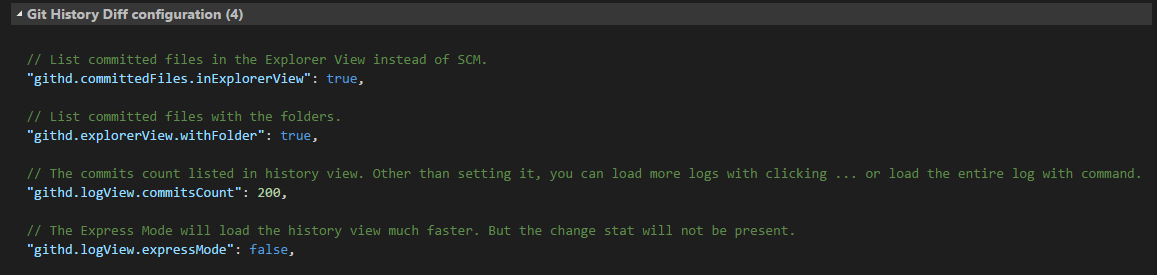 Git History Diff configuration (4)
// List committed files in the Explorer View instead of SCM.
"githd.committedFiles.inExplorerView": true,
// List committed files with the folders.
"githd.explorerView.withFolder": true,
// The commits count listed in history view. Other than setting it, you can load more logs with clicking ... or load the entire log with command.
"githd.logView.commitsCount": 200,
// The Express Mode will load the history view much faster. But the change stat will not be present.
"githd.logView.expressMode": false,